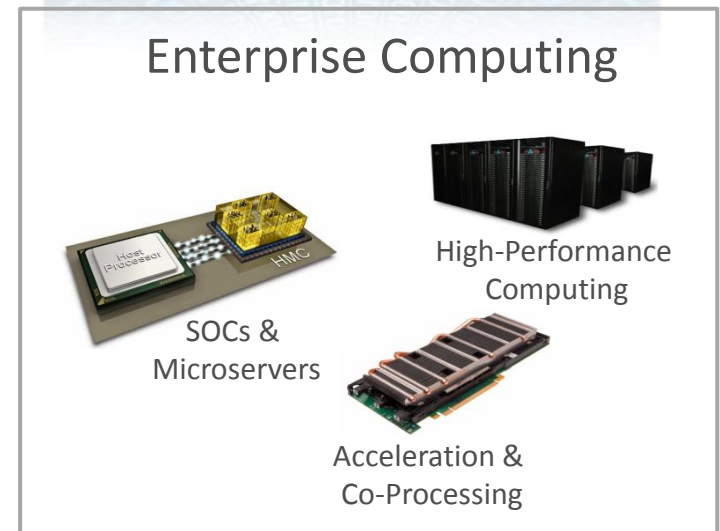 Enterprise Computing
High-Performance
Computing
Host
Processor
HMC
SOCs &
Microservers
Acceleration &
Co-Processing